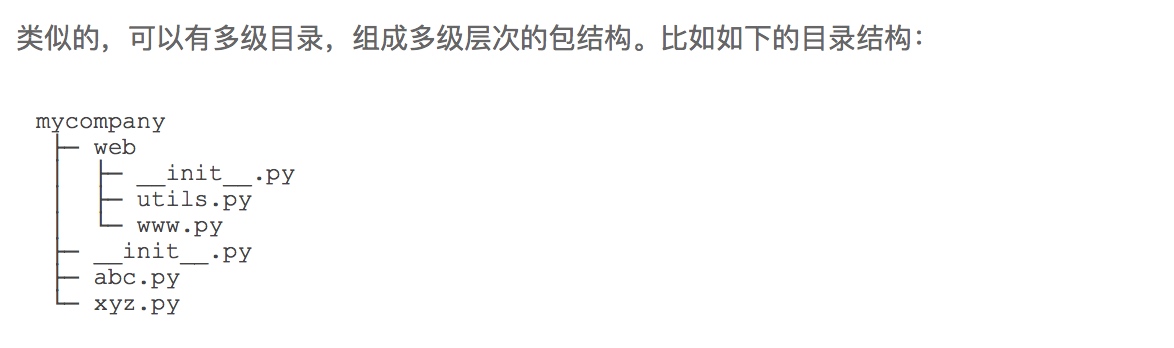 类似的，可以有多级目录，组成多级层次的包结构。比如如下的目录结构：
mycompany
├─ web
│  ├─ __init__.py
│  ├─ utils.py
│  └─ www.py
├─ __init__.py
├─ abc.py
└─ xyz.py